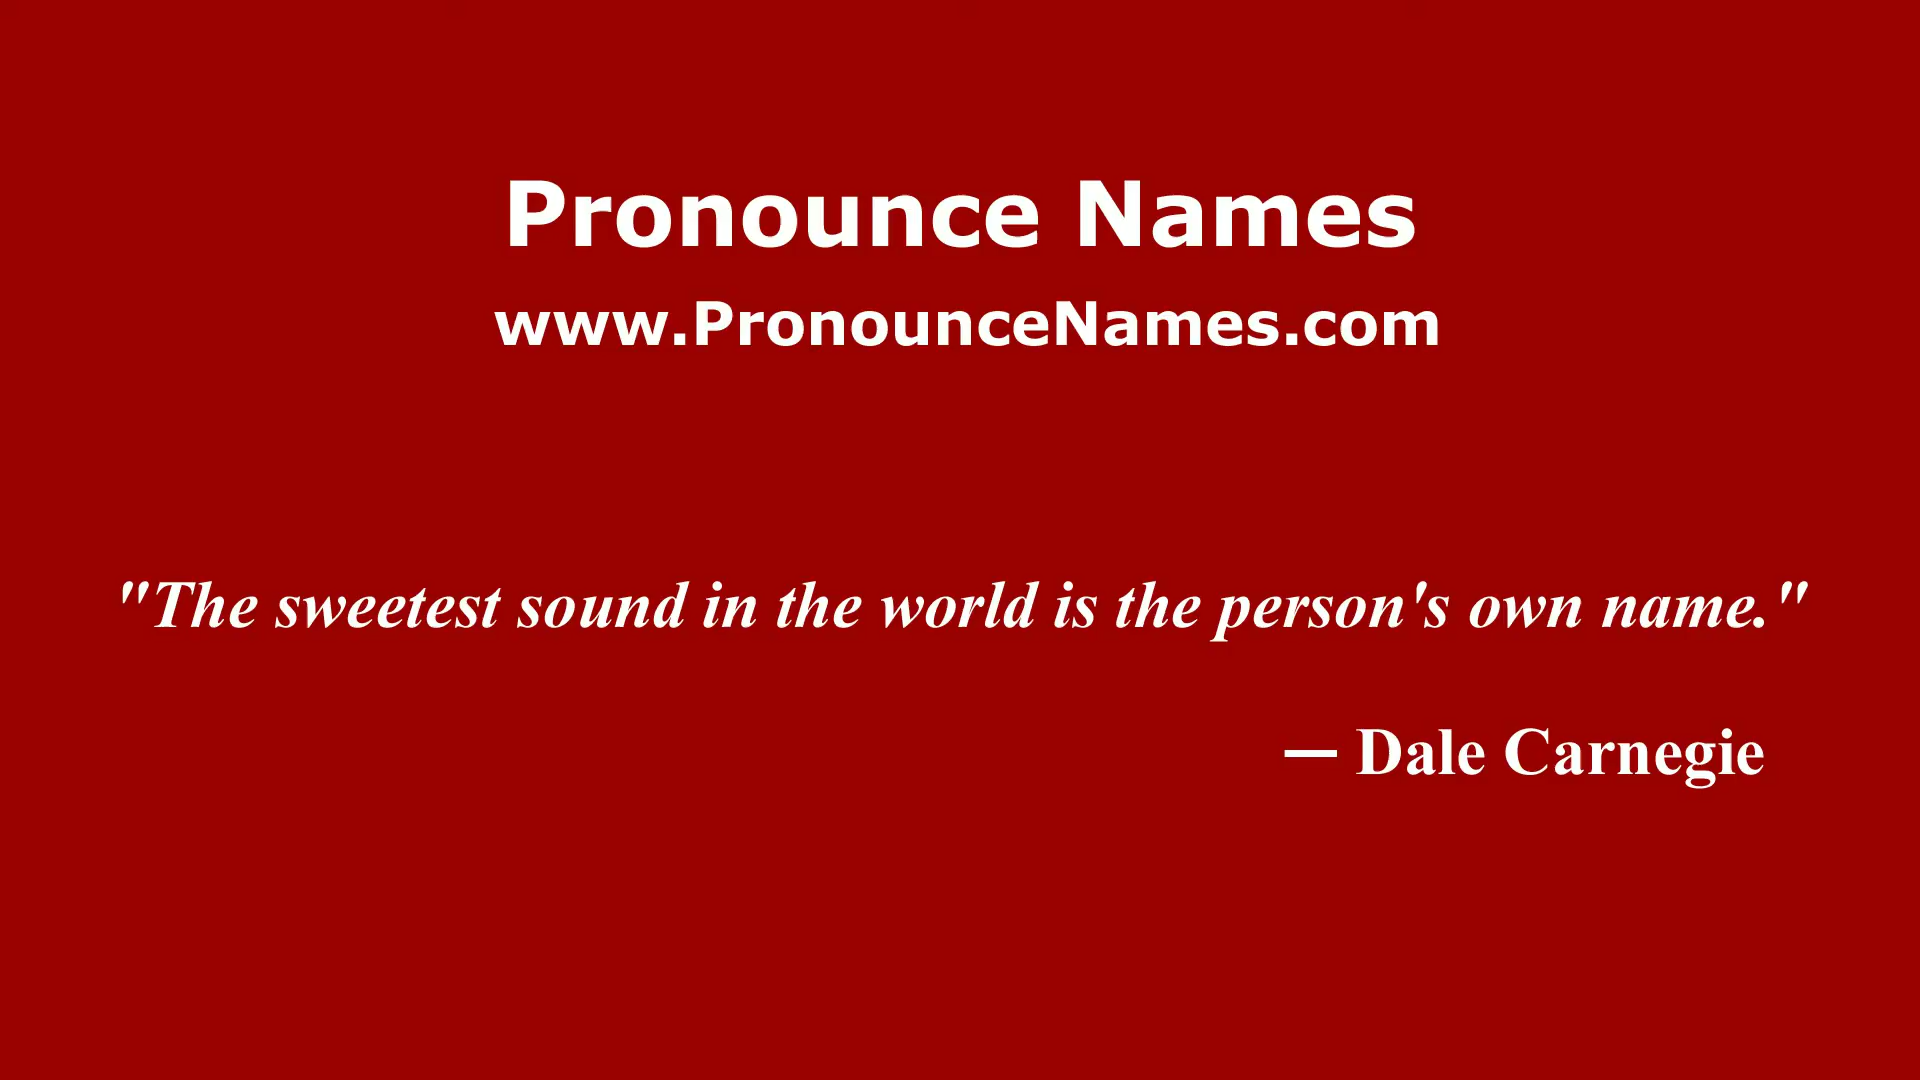 Pronounce Names
www.PronounceNames.com
"The sweetest sound in the world is the person's own name."
— Dale Carnegie